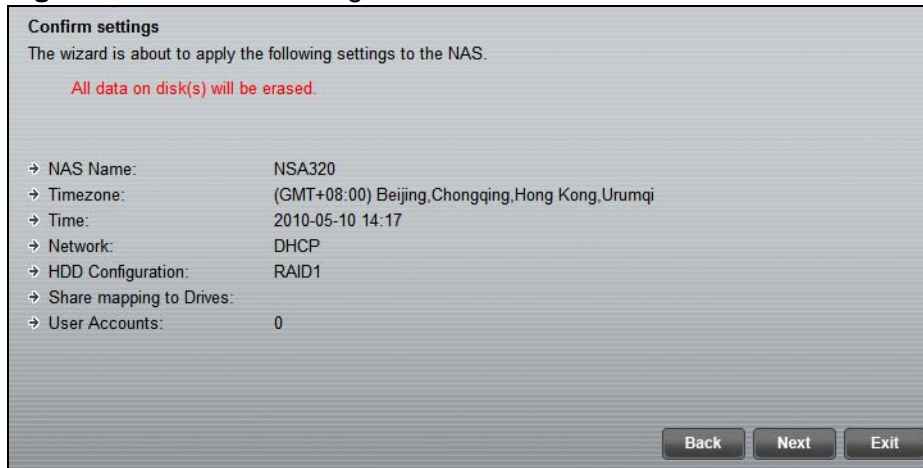 Confirm settings
The wizard is about to apply the following settings to the NAS.
All data on disk(s) will be erased.
NAS Name: NSA320
Timezone: (GMT+08:00) Beijing,Chongqing,Hong Kong,Urumqi
Time: 2010-05-10 14:17
Network: DHCP
HDD Configuration: RAID1
Share mapping to Drives:
User Accounts: 0
Back Next Exit